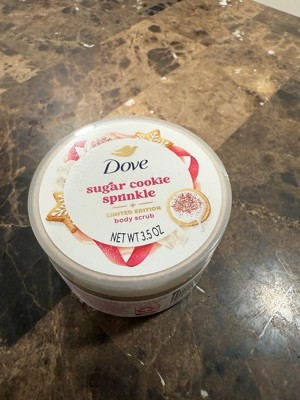 Dove
sugar cookie
sprinkle
LIMITED EDITION
body scrub
NET WT 3.5 OZ